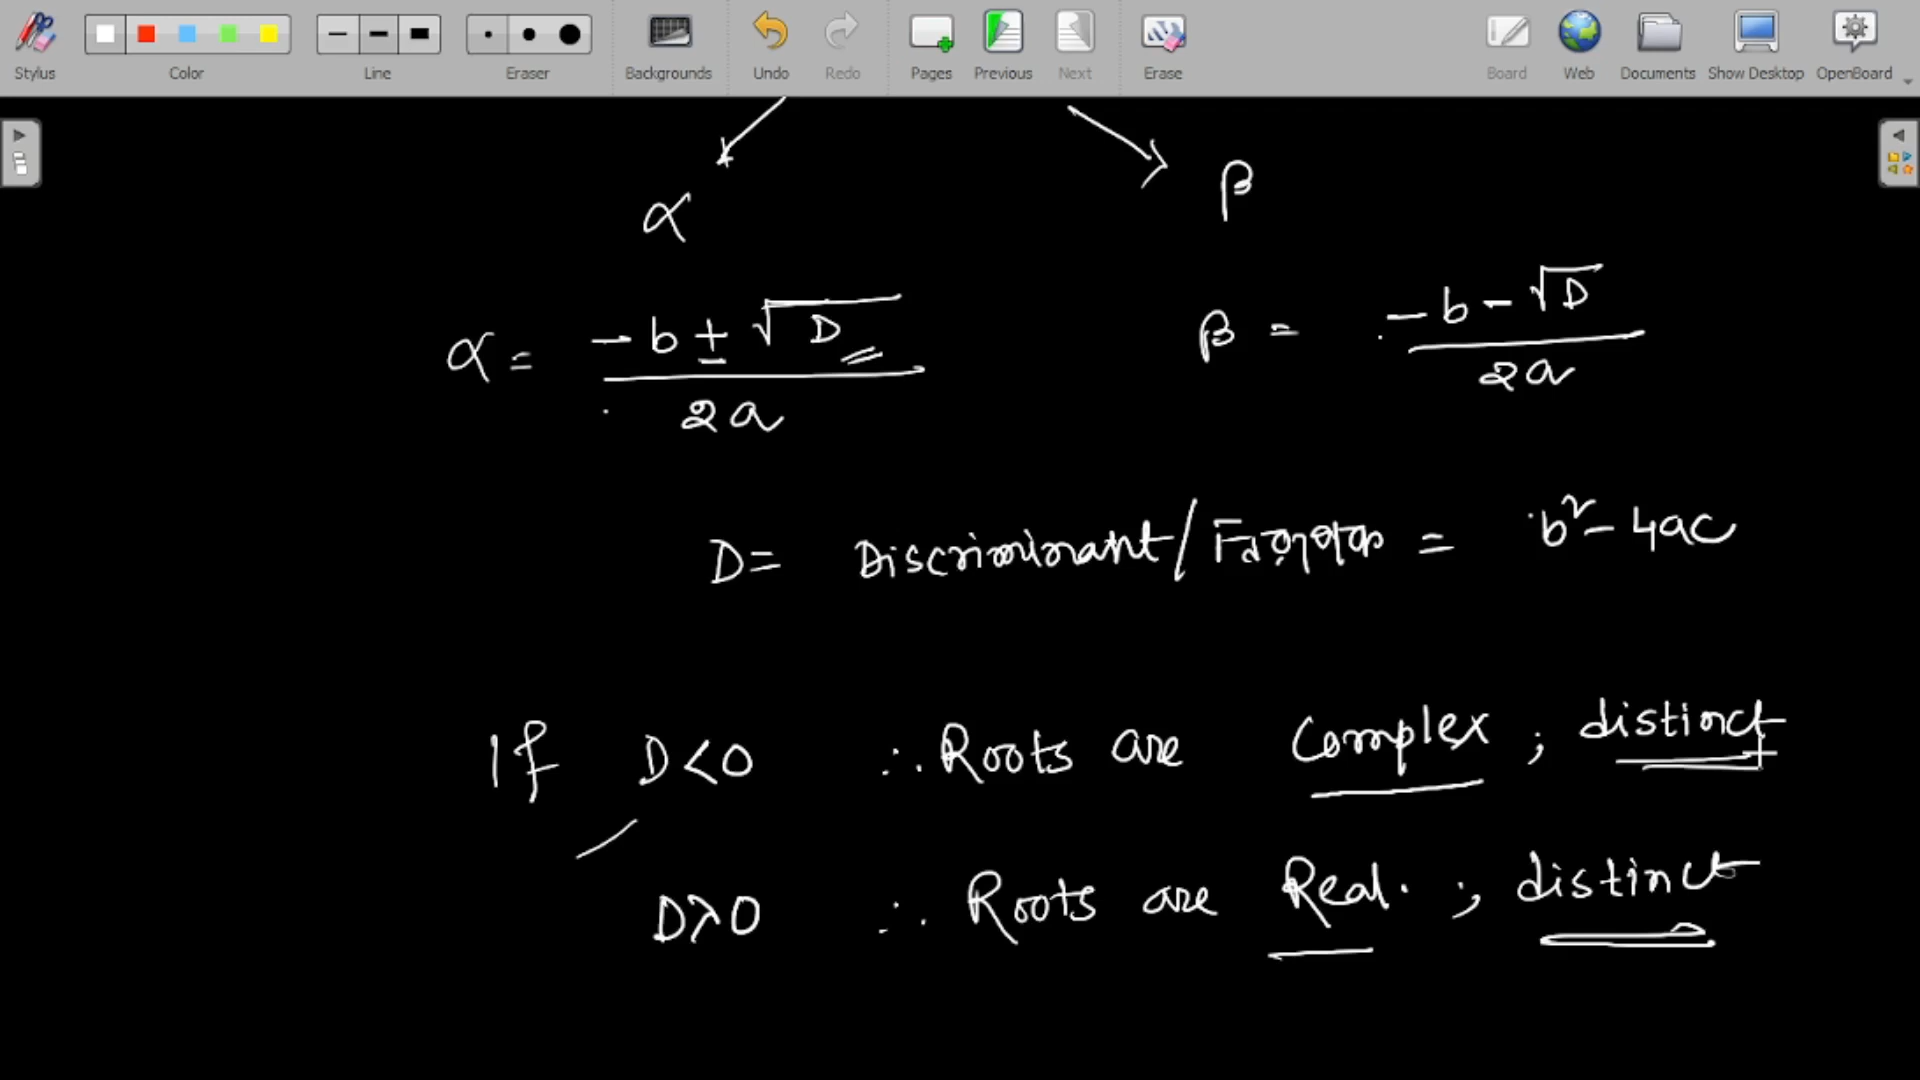 Stylus Color Line Eraser Backgrounds Undo Redo Pages Previous Next Erase Board Web Documents Show Desktop OpenBoard
α β
α = -b ± √D / 2a
β = -b - √D / 2a
D = Discriminant / = b² - 4ac
If D<0 ∴ Roots are Complex ; distinct
D>0 ∴ Roots are Real. ; distinct